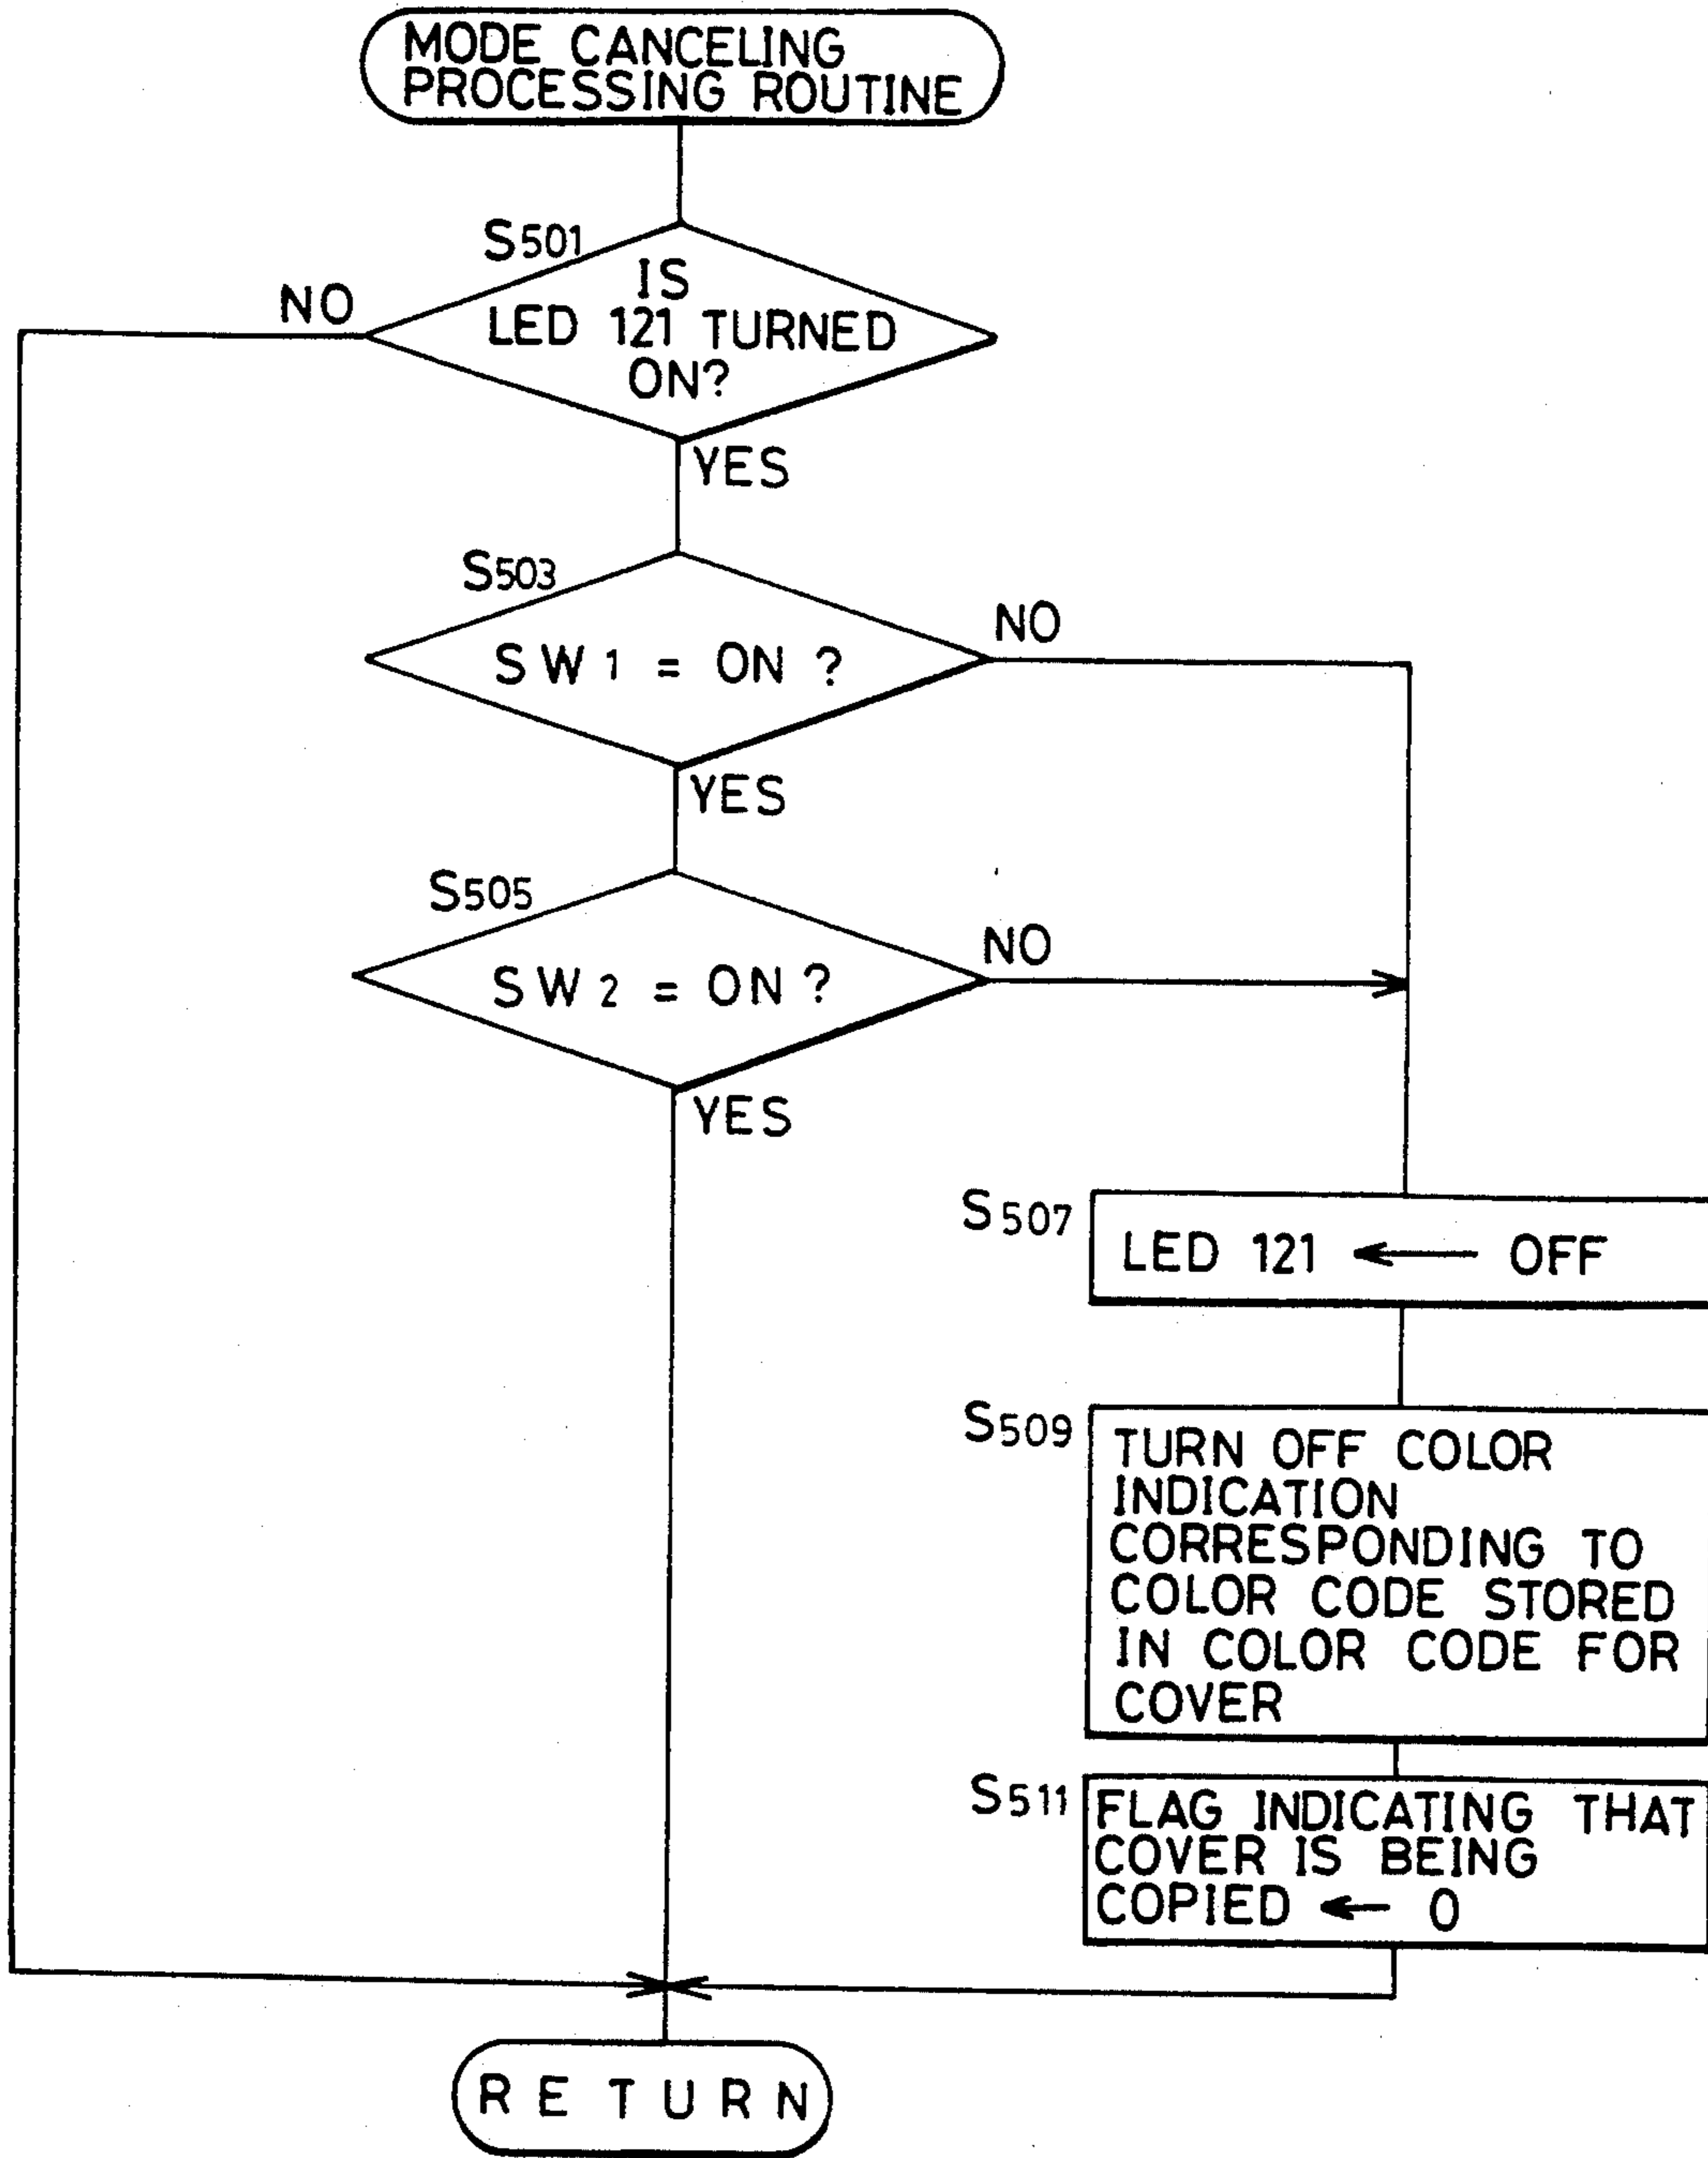 MODE CANCELING
PROCESSING ROUTINE
S501
IS
LED 121 TURNED
ON?
NO
YES
S503
SW1 = ON ?
NO
YES
S505
SW2 = ON ?
NO
YES
S507
LED 121 ← OFF
S509
TURN OFF COLOR
INDICATION
CORRESPONDING TO
COLOR CODE STORED
IN COLOR CODE FOR
COVER
S511
FLAG INDICATING THAT
COVER IS BEING
COPIED ← 0
RETURN